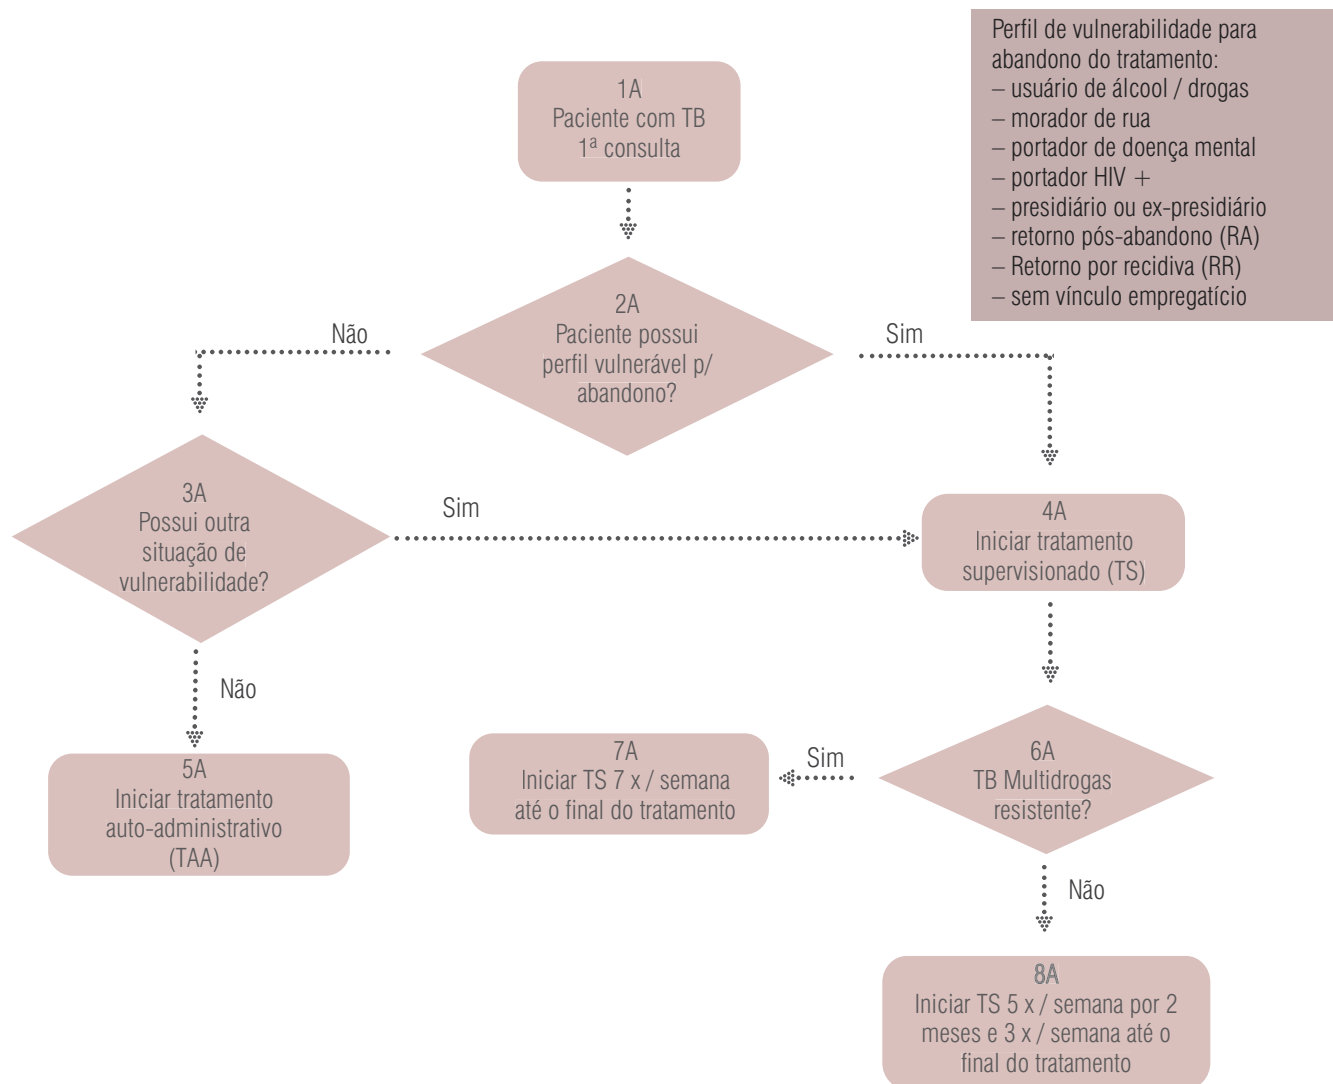 Perfil de vulnerabilidade para
abandono do tratamento:
– usuário de álcool / drogas
– morador de rua
– portador de doença mental
– portador HIV +
– presidiário ou ex-presidiário
– retorno pós-abandono (RA)
– Retorno por recidiva (RR)
– sem vínculo empregatício
1A
Paciente com TB
1ª consulta
2A
Paciente possui
perfil vulnerável p/
abandono?
Não
Sim
3A
Possui outra
situação de
vulnerabilidade?
Sim
4A
Iniciar tratamento
supervisionado (TS)
Não
5A
Iniciar tratamento
auto-administrativo
(TAA)
6A
TB Multidrogas
resistente?
Sim
7A
Iniciar TS 7 x / semana
até o final do tratamento
Não
8A
Iniciar TS 5 x / semana por 2
meses e 3 x / semana até o
final do tratamento